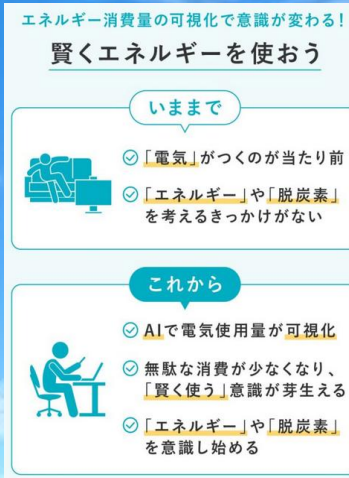 エネルギー消費量の可視化で意識が変わる!
賢くエネルギーを使おう
いままで
「電気」がつくのが当たり前
「エネルギー」や「脱炭素」
を考えるきっかけがない
これから
AIで電気使用量が可視化
無駄な消費が少なくなり、
「賢く使う」意識が芽生える
「エネルギー」や「脱炭素」
を意識し始める